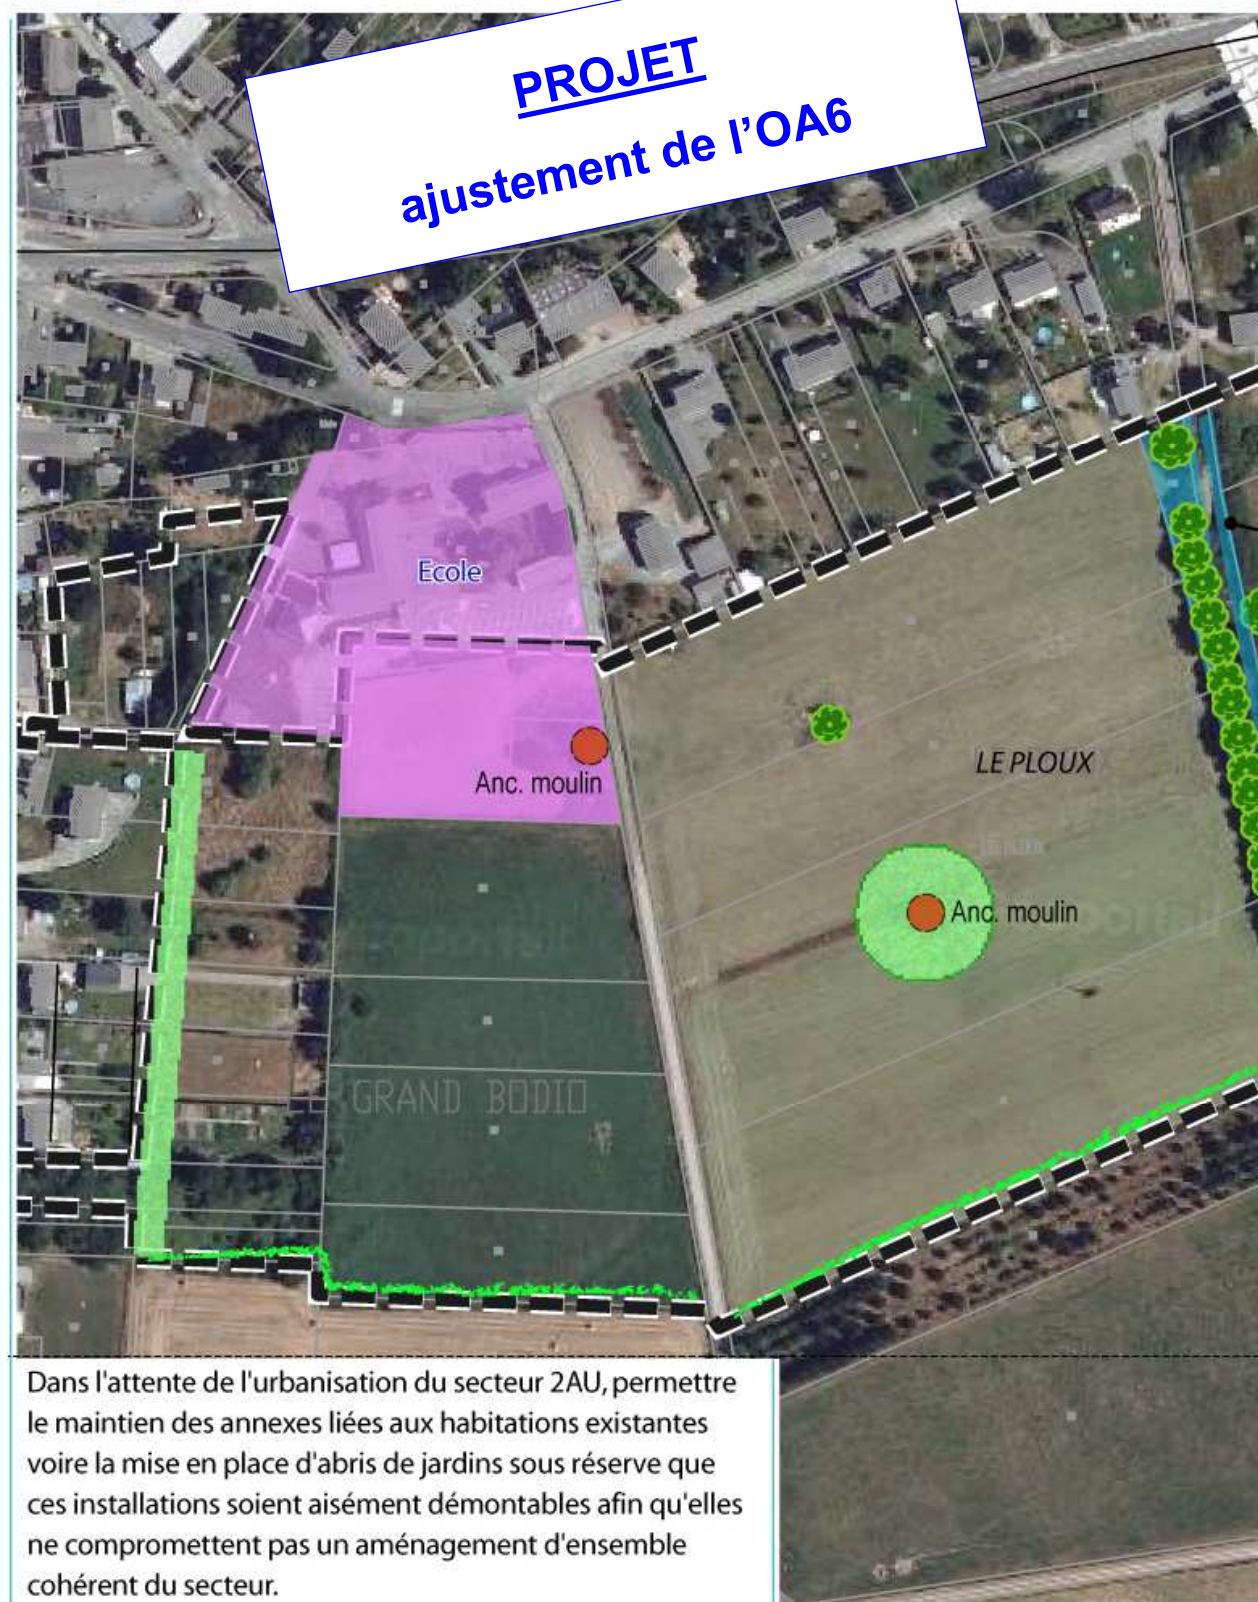 PROJET
ajustement de l'OA6
Ecole
LE PLOUX
Anc. moulin
Anc. moulin
GRAND BODIO
Dans l'attente de l'urbanisation du secteur 2AU, permettre
le maintien des annexes liées aux habitations existantes
voire la mise en place d'abris de jardins sous réserve que
ces installations soient aisément démontables afin qu'elles
ne compromettent pas un aménagement d'ensemble
cohérent du secteur.